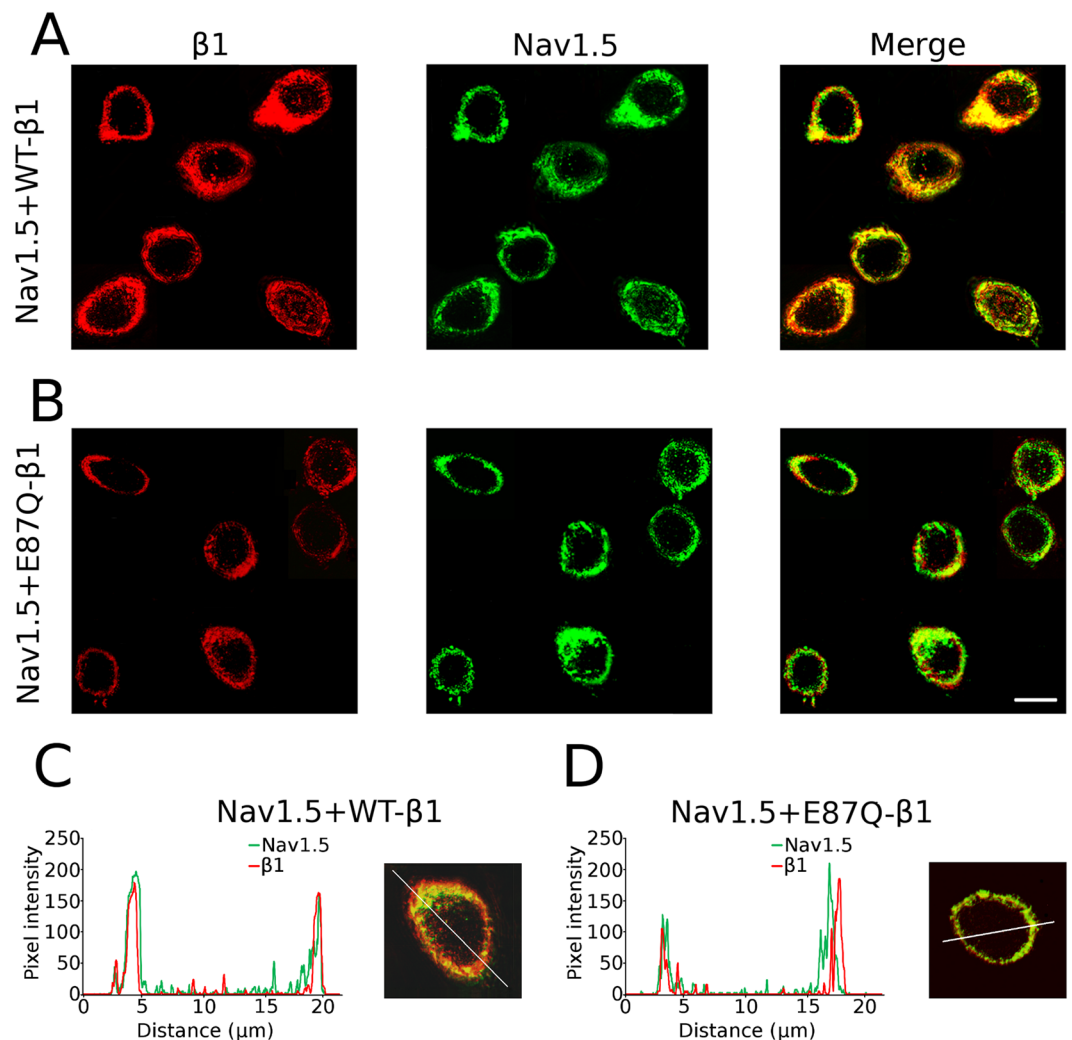 A
β1
Nav1.5
Merge
Nav1.5+WT-β1
B
Nav1.5+E87Q-β1
C
Nav1.5+WT-β1
250
200
150
100
50
0
Pixel intensity
Nav1.5
β1
0
5
10
15
20
Distance (μm)
D
Nav1.5+E87Q-β1
250
200
150
100
50
0
Pixel intensity
Nav1.5
β1
0
5
10
15
20
Distance (μm)